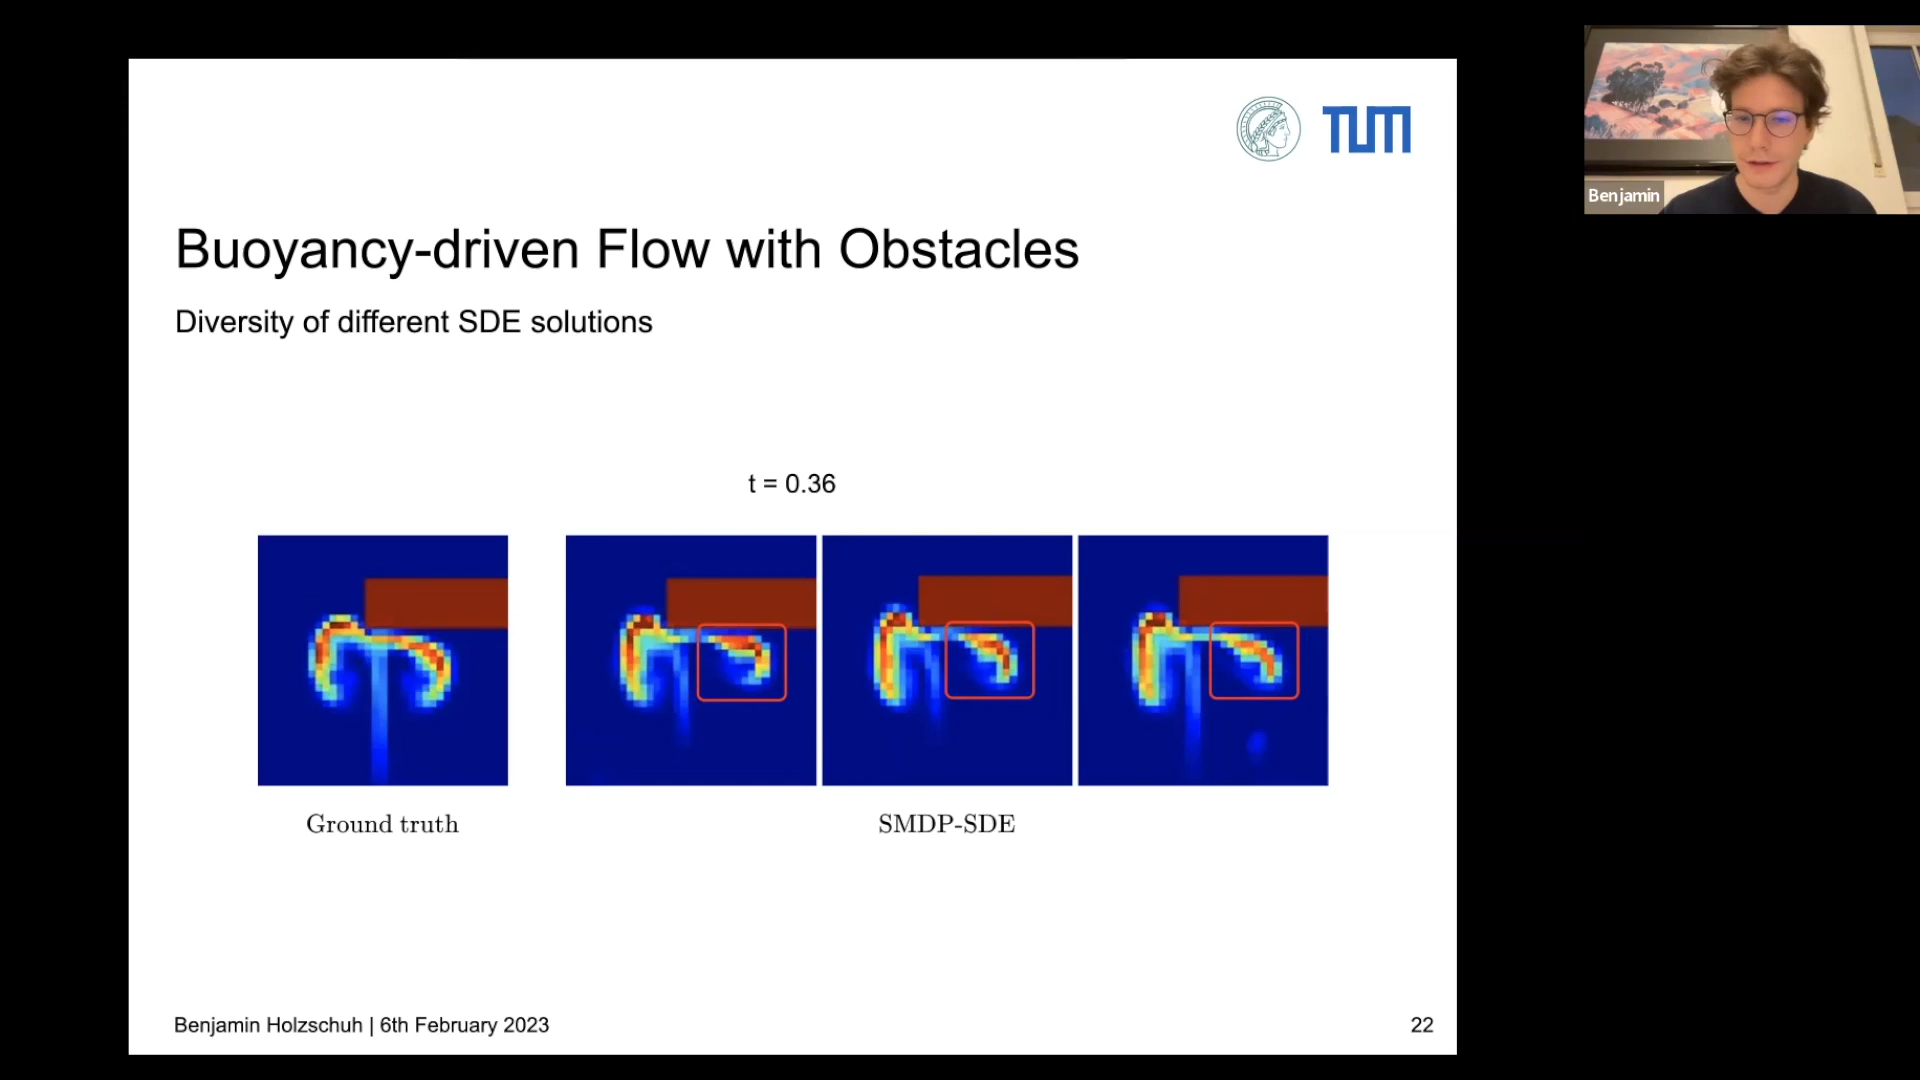 TUM
Benjamin
Buoyancy-driven Flow with Obstacles
Diversity of different SDE solutions
t = 0.36
Ground truth
SMDP-SDE
Benjamin Holzschuh | 6th February 2023
22